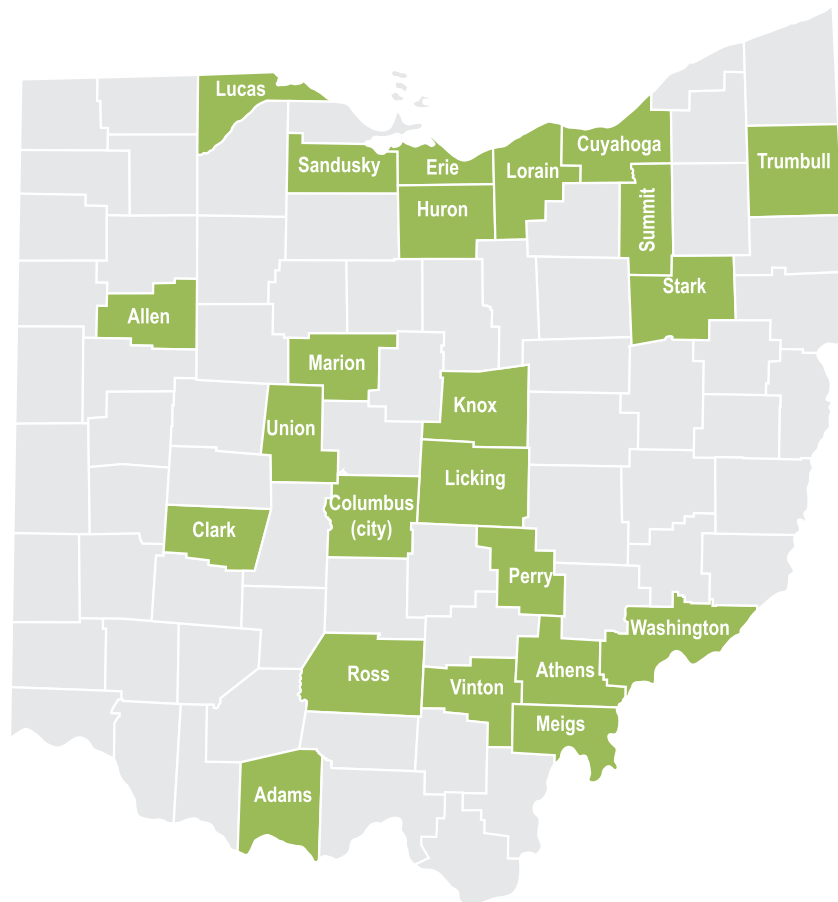 Lucas
Cuyahoga
Trumbull
Sandusky
Erie
Lorain
Huron
Summit
Stark
Allen
Marion
Knox
Union
Licking
Columbus
(city)
Clark
Perry
Washington
Ross
Athens
Vinton
Meigs
Adams